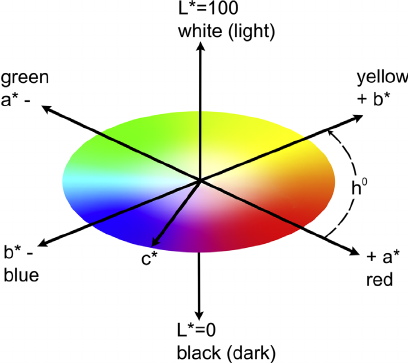 L*=100
white (light)
green
a* -
yellow
+ b*
h⁰
b* -
blue
c*
+ a*
red
L*=0
black (dark)